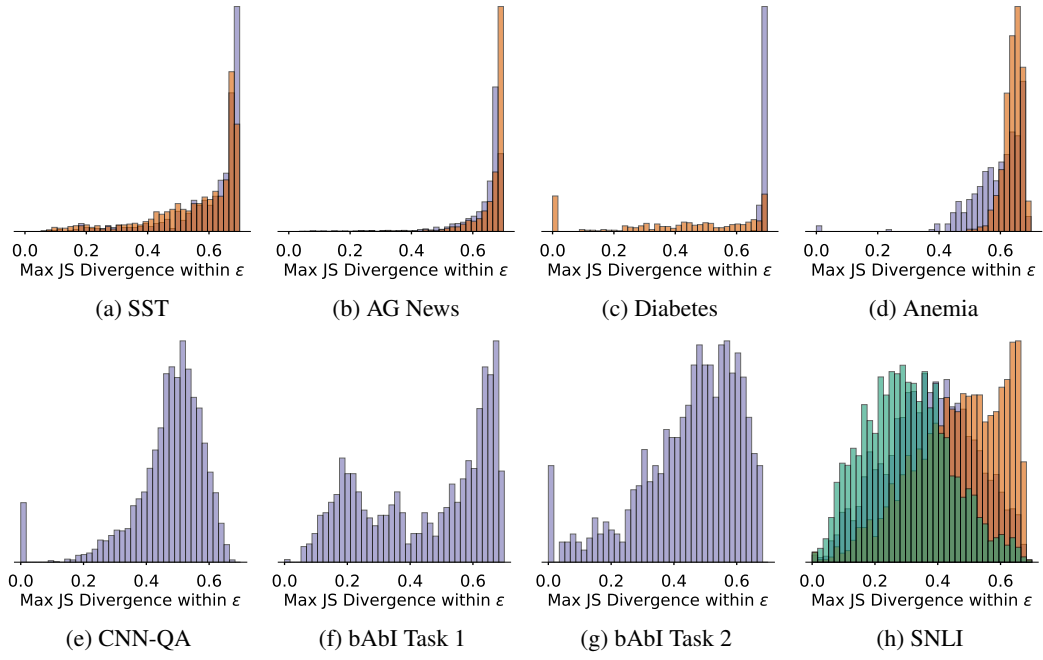 0.0 0.2 0.4 0.6
Max JS Divergence within ε
(a) SST
0.0 0.2 0.4 0.6
Max JS Divergence within ε
(b) AG News
0.0 0.2 0.4 0.6
Max JS Divergence within ε
(c) Diabetes
0.0 0.2 0.4 0.6
Max JS Divergence within ε
(d) Anemia
0.0 0.2 0.4 0.6
Max JS Divergence within ε
(e) CNN-QA
0.0 0.2 0.4 0.6
Max JS Divergence within ε
(f) bAbI Task 1
0.0 0.2 0.4 0.6
Max JS Divergence within ε
(g) bAbI Task 2
0.0 0.2 0.4 0.6
Max JS Divergence within ε
(h) SNLI